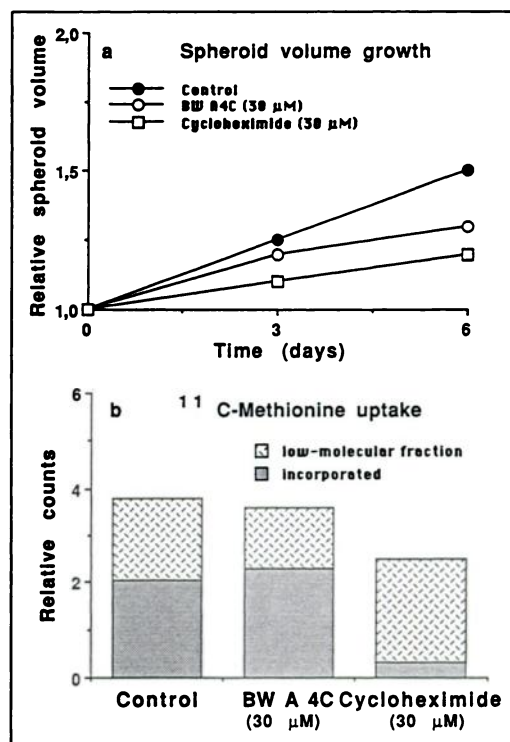 2,0
a Spheroid volume growth
Control
BW A4C (30 μM)
Cycloheximide (30 μM)
Relative spheroid volume
1,5
1,0
0 3 6
Time (days)
6
b 11 C-Methionine uptake
low-molecular fraction
incorporated
Relative counts
4
2
0
Control BW A 4C Cycloheximide
(30 μM) (30 μM)